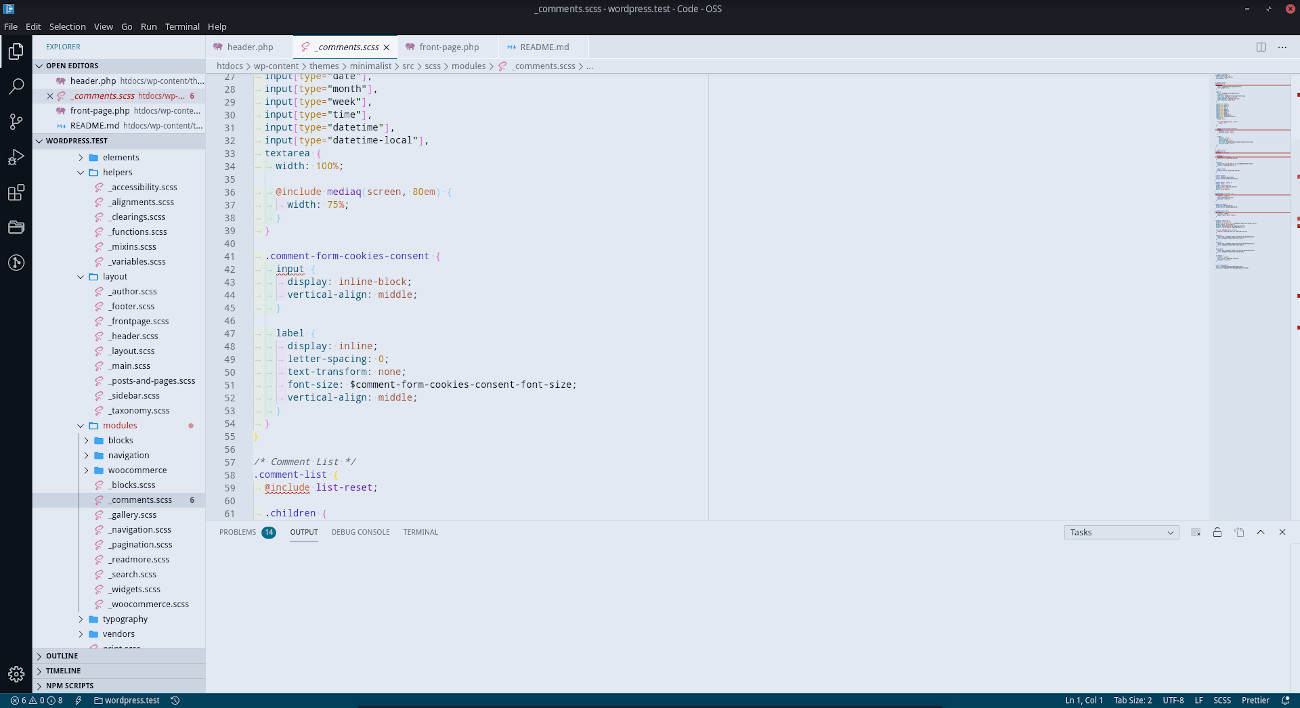 _comments.scss - wordpress.test - Code - OSS
File Edit Selection View Go Run Terminal Help
EXPLORER
OPEN EDITORS
header.php htdocs/wp-content/th...
_comments.scss htdocs/wp-... 6
front-page.php htdocs/wp-conte...
README.md htdocs/wp-content/t...
WORDPRESS.TEST
elements
helpers
_accessibility.scss
_alignments.scss
_clearings.scss
_functions.scss
_mixins.scss
_variables.scss
layout
_author.scss
_footer.scss
_frontpage.scss
_header.scss
_layout.scss
_main.scss
_posts-and-pages.scss
_sidebar.scss
_taxonomy.scss
modules
blocks
navigation
woocommerce
_blocks.scss
_comments.scss 6
_gallery.scss
_navigation.scss
_pagination.scss
_readmore.scss
_search.scss
_widgets.scss
_woocommerce.scss
typography
vendors
print.scss
OUTLINE
TIMELINE
NPM SCRIPTS
header.php _comments.scss front-page.php README.md
htdocs > wp-content > themes > minimalist > src > scss > modules > _comments.scss > ...
27 input[type="date"],
28 input[type="month"],
29 input[type="week"],
30 input[type="time"],
31 input[type="datetime"],
32 input[type="datetime-local"],
33 textarea {
34 width: 100%;
35
36 @include mediaq(screen, 80em) {
37 width: 75%;
38 }
39 }
40
41 .comment-form-cookies-consent {
42 input {
43 display: inline-block;
44 vertical-align: middle;
45 }
46
47 label {
48 display: inline;
49 letter-spacing: 0;
50 text-transform: none;
51 font-size: $comment-form-cookies-consent-font-size;
52 vertical-align: middle;
53 }
54 }
55 }
56
57 /* Comment List */
58 .comment-list {
59 @include list-reset;
60
61 .children {
PROBLEMS 14 OUTPUT DEBUG CONSOLE TERMINAL
Tasks
6 0 8 wordpress.test
Ln 1, Col 1 Tab Size: 2 UTF-8 LF SCSS Prettier